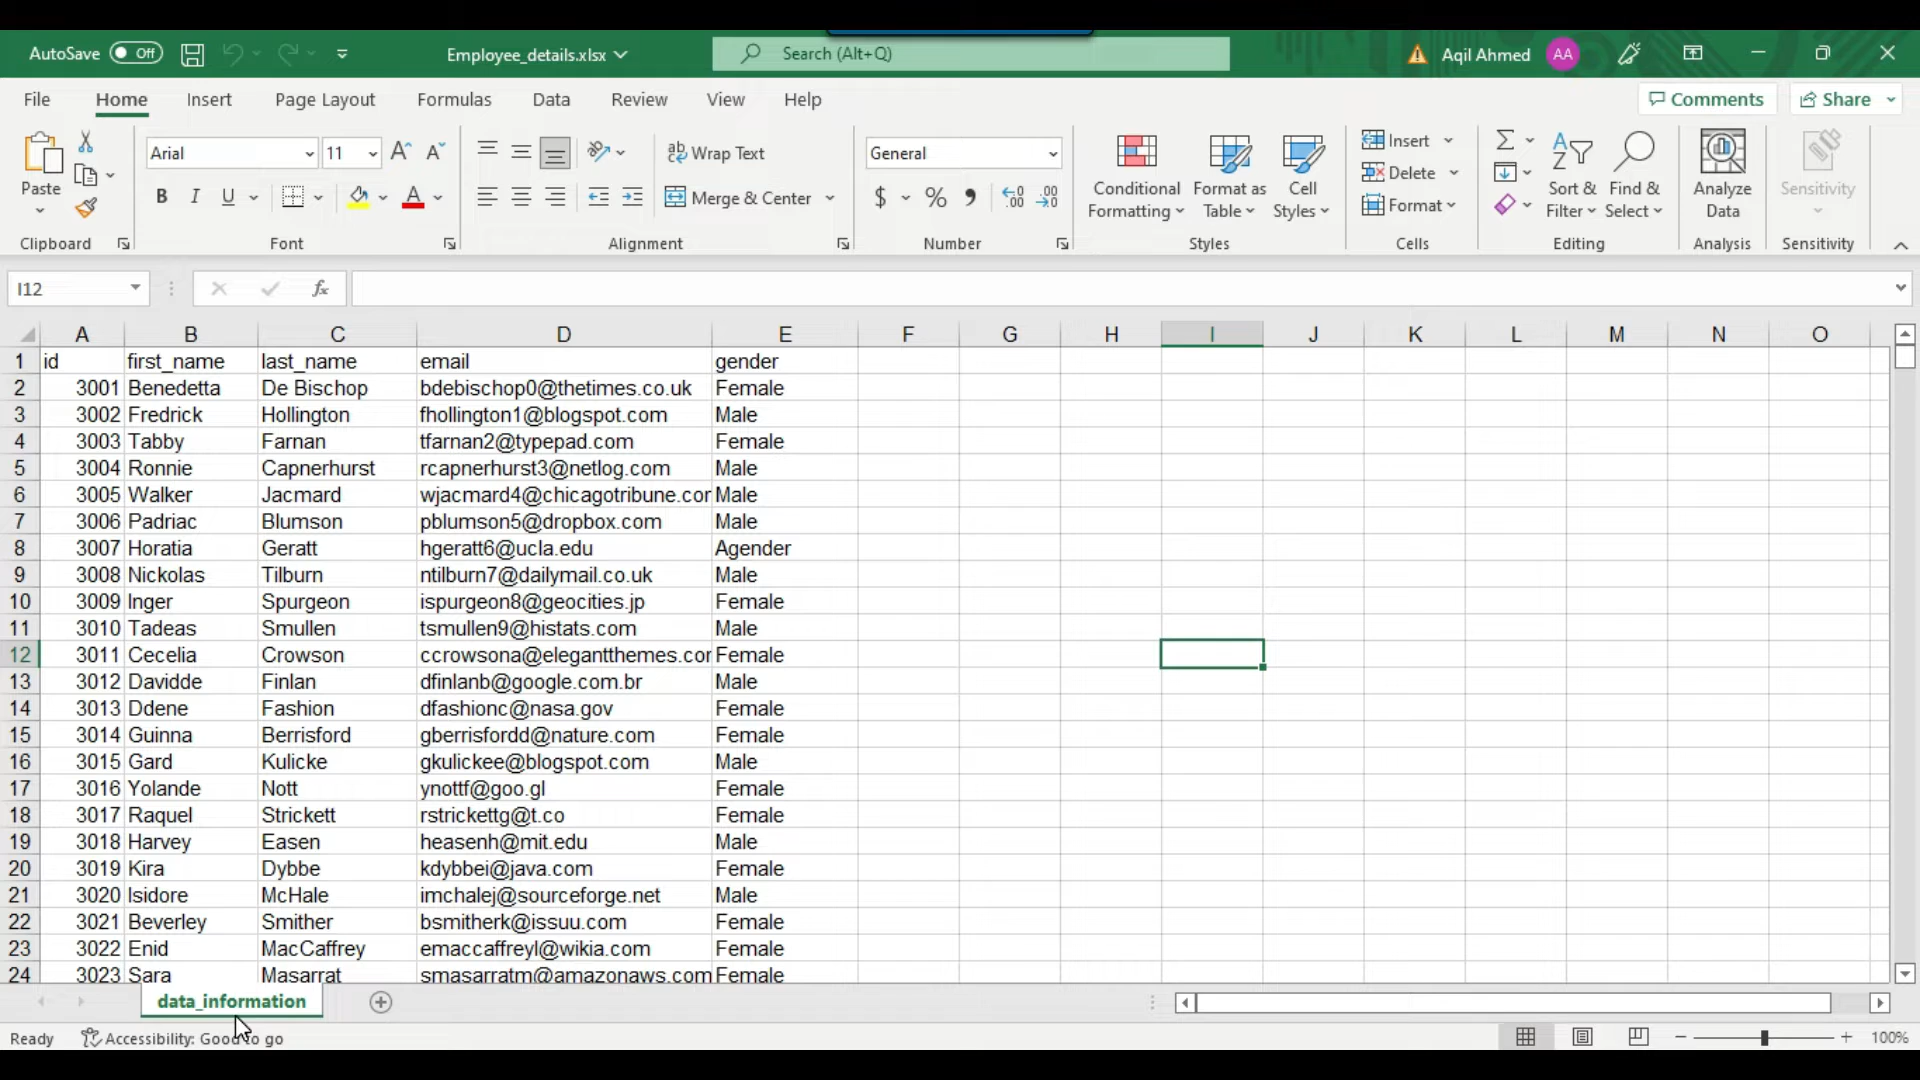 AutoSave Off Employee_details.xlsx Search (Alt+Q) Aqil Ahmed AA
File Home Insert Page Layout Formulas Data Review View Help Comments Share
Paste Arial 11 Wrap Text General Conditional Formatting Format as Table Cell Styles Insert Sort & Filter Find & Select Analyze Data Sensitivity
B I U Merge & Center $ % Delete
Format
Clipboard Font Alignment Number Styles Cells Editing Analysis Sensitivity
I12 fx
A B C D E F G H I J K L M N O
1 id first_name last_name email gender
2 3001 Benedetta De Bischop bdebischop0@thetimes.co.uk Female
3 3002 Fredrick Hollington fhollington1@blogspot.com Male
4 3003 Tabby Farnan tfarnan2@typepad.com Female
5 3004 Ronnie Capnerhurst rcapnerhurst3@netlog.com Male
6 3005 Walker Jacmard wjacmard4@chicagotribune.cor Male
7 3006 Padriac Blumson pblumson5@dropbox.com Male
8 3007 Horatia Geratt hgeratt6@ucla.edu Agender
9 3008 Nickolas Tilburn ntilburn7@dailymail.co.uk Male
10 3009 Inger Spurgeon ispurgeon8@geocities.jp Female
11 3010 Tadeas Smullen tsmullen9@histats.com Male
12 3011 Cecelia Crowson ccrowsona@elegantthemes.cor Female
13 3012 Davidde Finlan dfinlanb@google.com.br Male
14 3013 Ddene Fashion dfashionc@nasa.gov Female
15 3014 Guinna Berrisford gberrisfordd@nature.com Female
16 3015 Gard Kulicke gkulickee@blogspot.com Male
17 3016 Yolande Nott ynottf@goo.gl Female
18 3017 Raquel Strickett rstrickettg@t.co Female
19 3018 Harvey Easen heasenh@mit.edu Male
20 3019 Kira Dybbe kdybbei@java.com Female
21 3020 Isidore McHale imchalej@sourceforge.net Male
22 3021 Beverley Smither bsmitherk@issuu.com Female
23 3022 Enid MacCaffrey emaccaffreyl@wikia.com Female
24 3023 Sara Masarrat smasarratm@amazonaws.com Female
data_information
Ready Accessibility: Good to go 100%